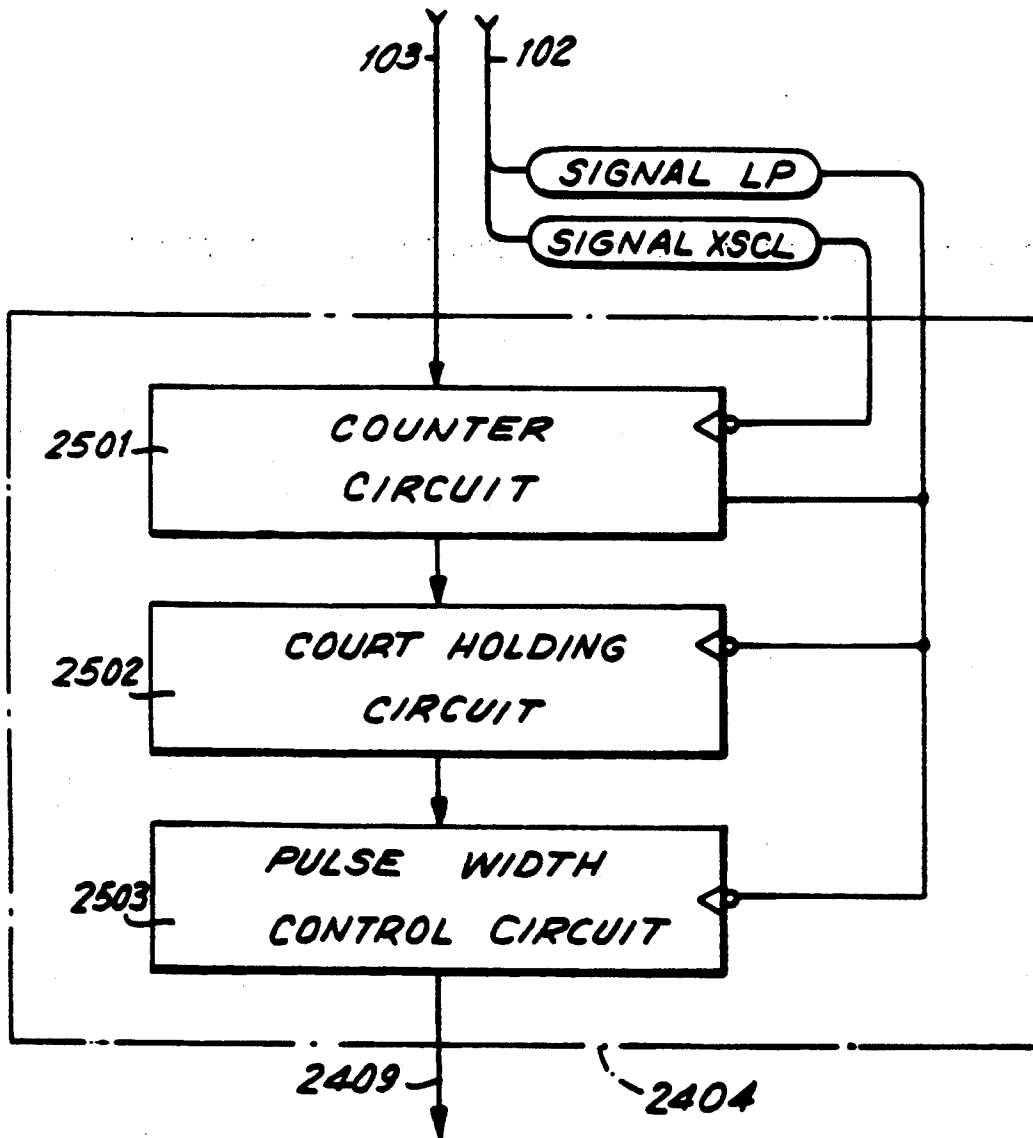 103
102
SIGNAL LP
SIGNAL XSCL
2501
COUNTER
CIRCUIT
2502
COURT HOLDING
CIRCUIT
2503
PULSE WIDTH
CONTROL CIRCUIT
2409
2404